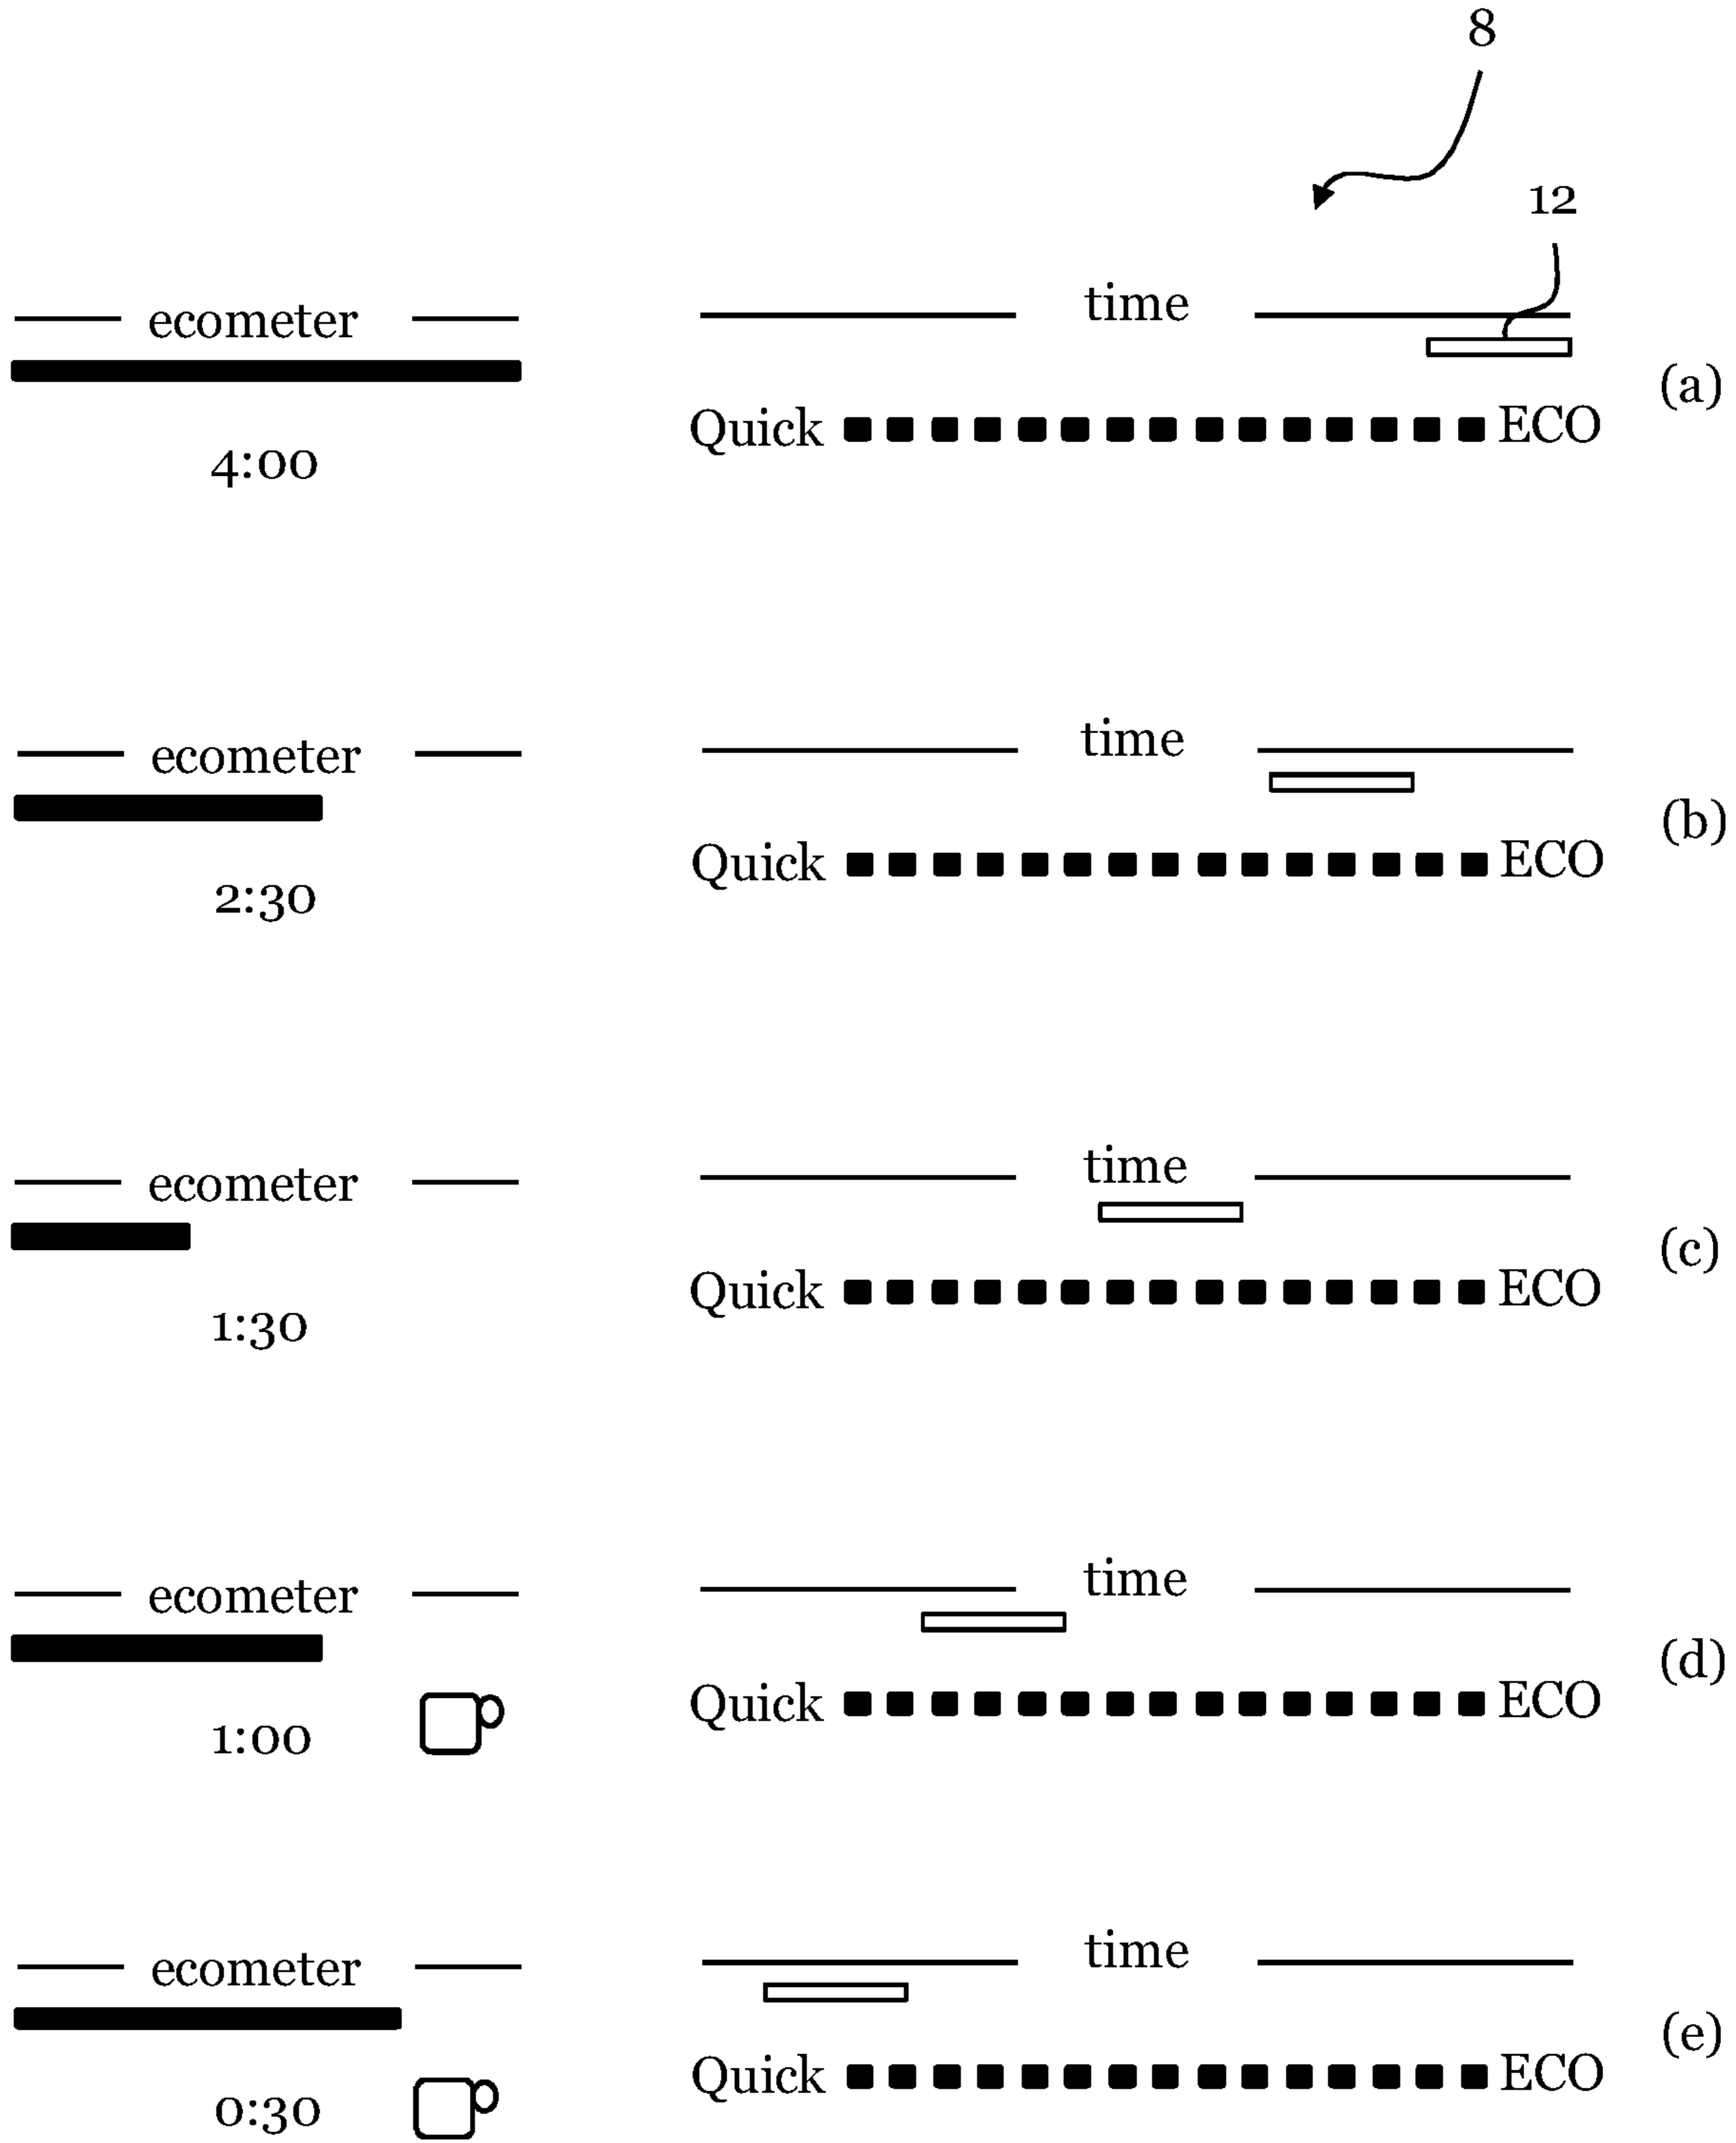 8
12
ecometer time
(a)
Quick ECO
4:00
ecometer time
(b)
Quick ECO
2:30
ecometer time
(c)
Quick ECO
1:30
ecometer time
(d)
Quick ECO
1:00
ecometer time
(e)
Quick ECO
0:30